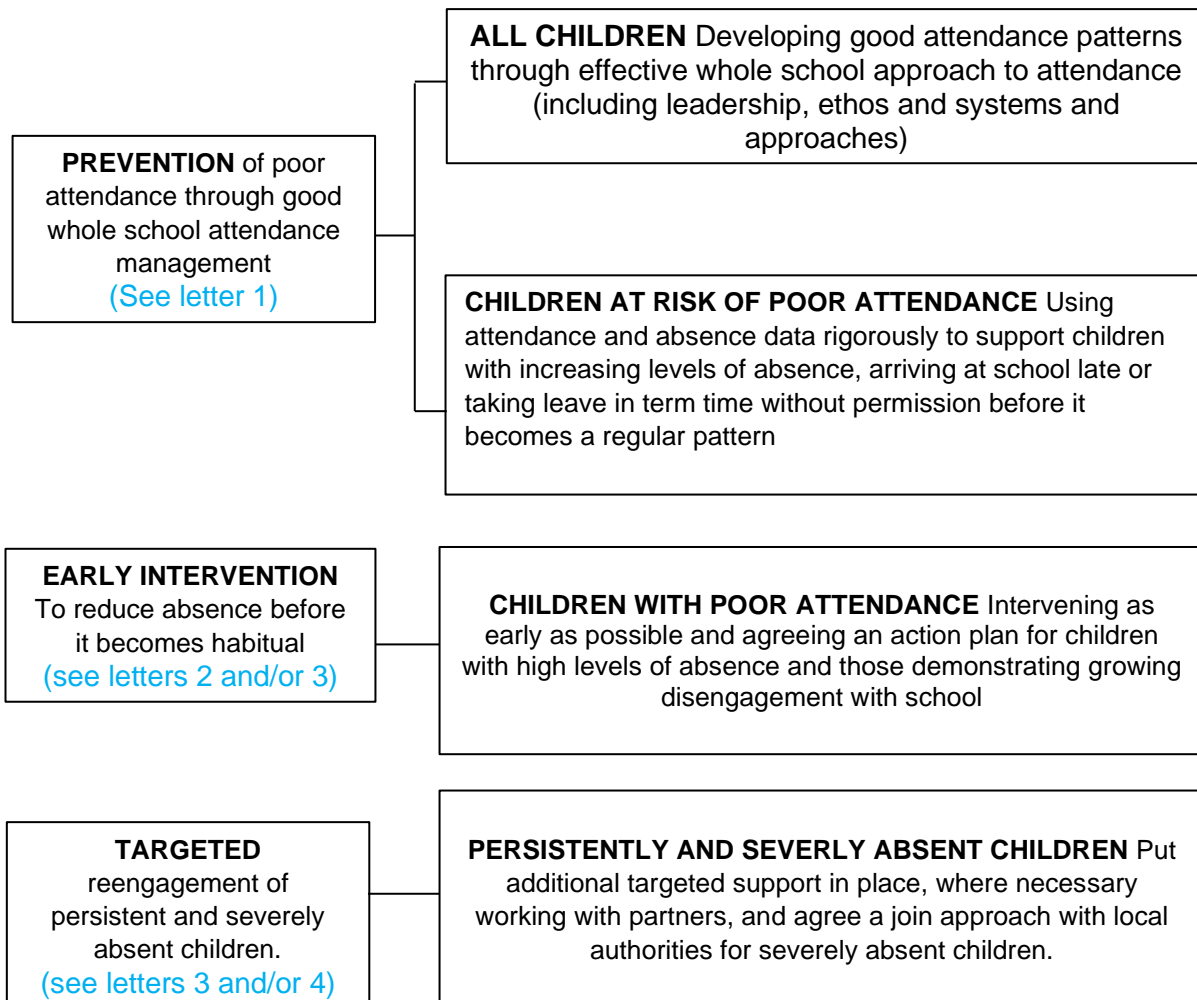 ALL CHILDREN Developing good attendance patterns
through effective whole school approach to attendance
(including leadership, ethos and systems and
approaches)
PREVENTION of poor
attendance through good
whole school attendance
management
(See letter 1)
CHILDREN AT RISK OF POOR ATTENDANCE Using
attendance and absence data rigorously to support children
with increasing levels of absence, arriving at school late or
taking leave in term time without permission before it
becomes a regular pattern
EARLY INTERVENTION
To reduce absence before
it becomes habitual
(see letters 2 and/or 3)
CHILDREN WITH POOR ATTENDANCE Intervening as
early as possible and agreeing an action plan for children
with high levels of absence and those demonstrating growing
disengagement with school
TARGETED
reengagement of
persistent and severely
absent children.
(see letters 3 and/or 4)
PERSISTENTLY AND SEVERLY ABSENT CHILDREN Put
additional targeted support in place, where necessary
working with partners, and agree a join approach with local
authorities for severely absent children.